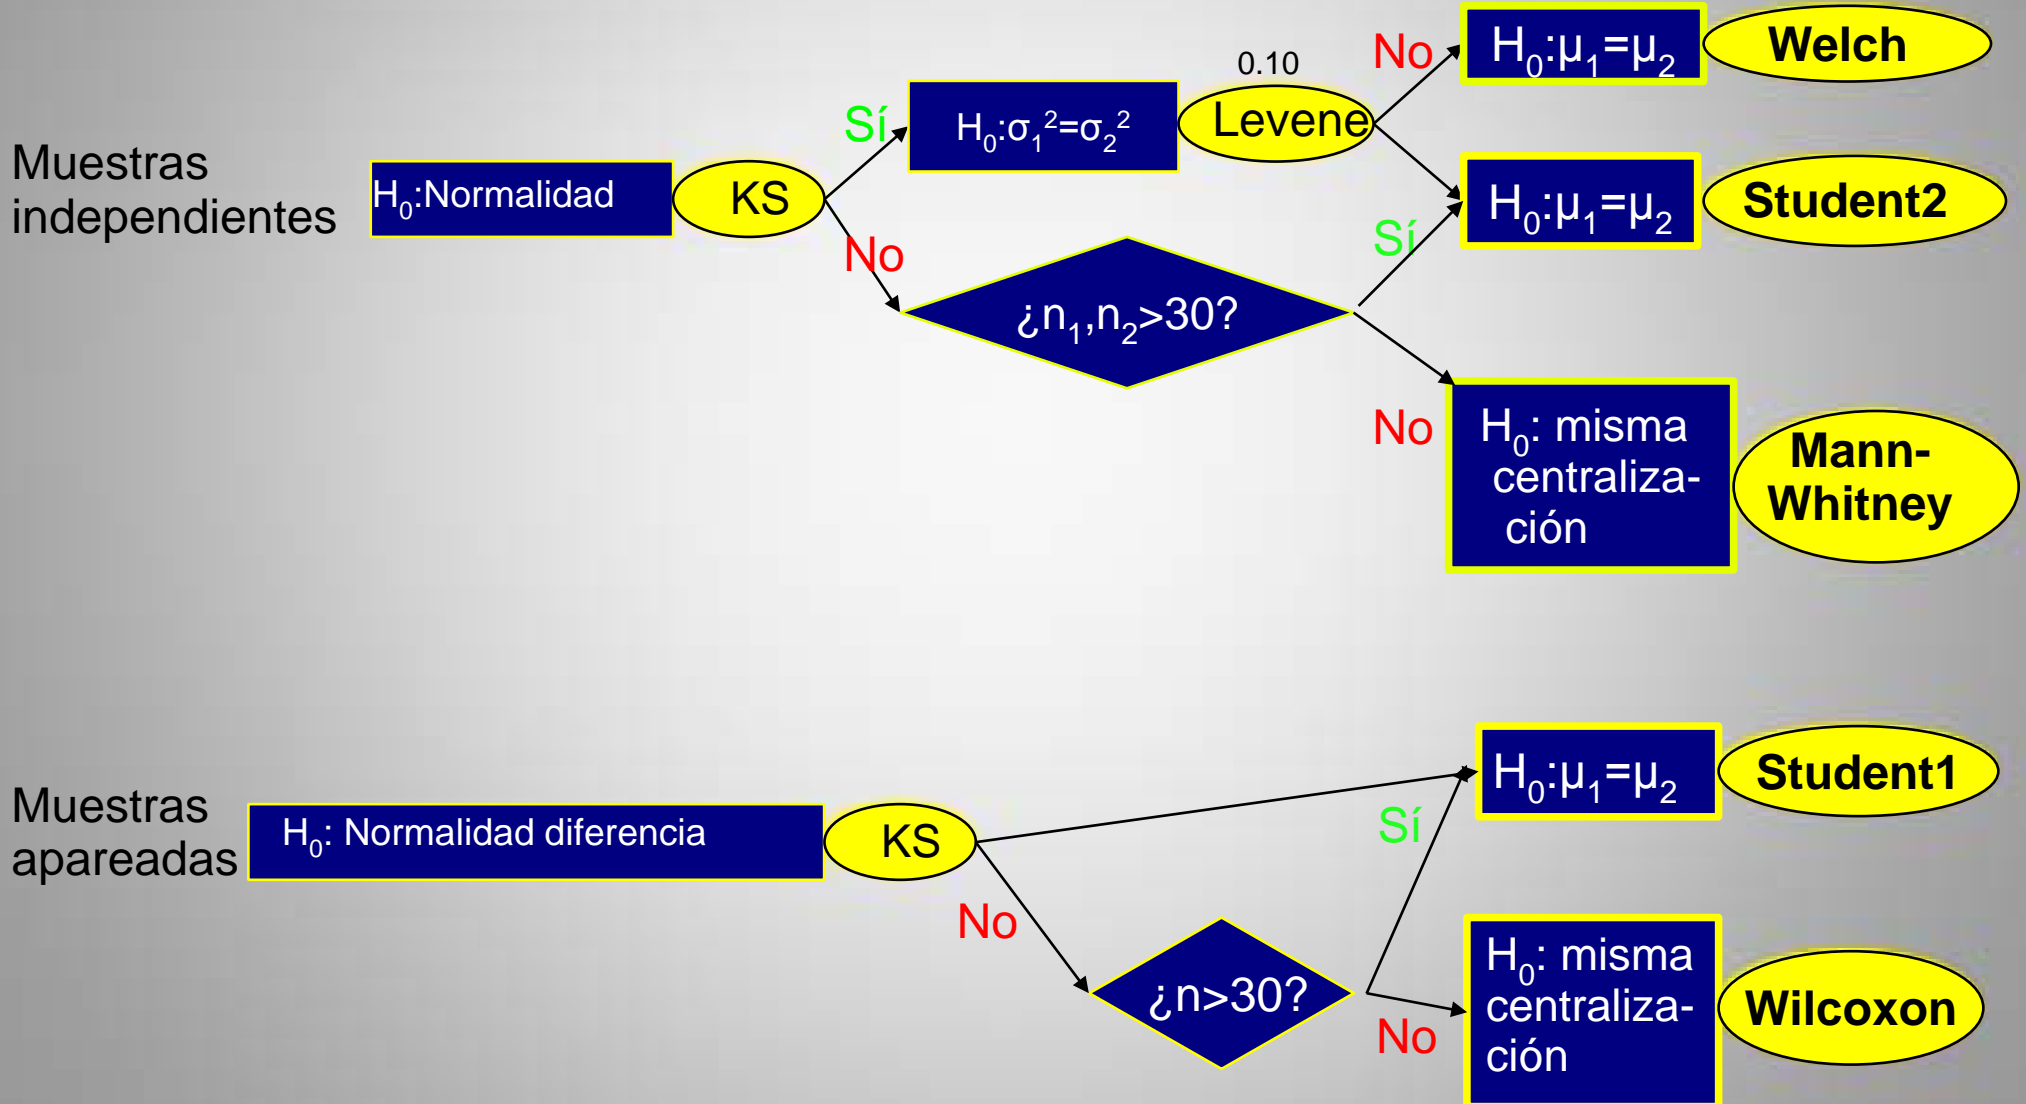 Muestras
independientes
H₀:Normalidad
KS
Sí
No
H₀:σ₁²=σ₂²
0.10
Levene
¿n₁,n₂>30?
No
Sí
No
H₀:μ₁=μ₂
Welch
H₀:μ₁=μ₂
Student2
H₀: misma
centraliza-
ción
Mann-
Whitney
Muestras
apareadas
H₀: Normalidad diferencia
KS
No
¿n>30?
Sí
No
H₀:μ₁=μ₂
Student1
H₀: misma
centraliza-
ción
Wilcoxon